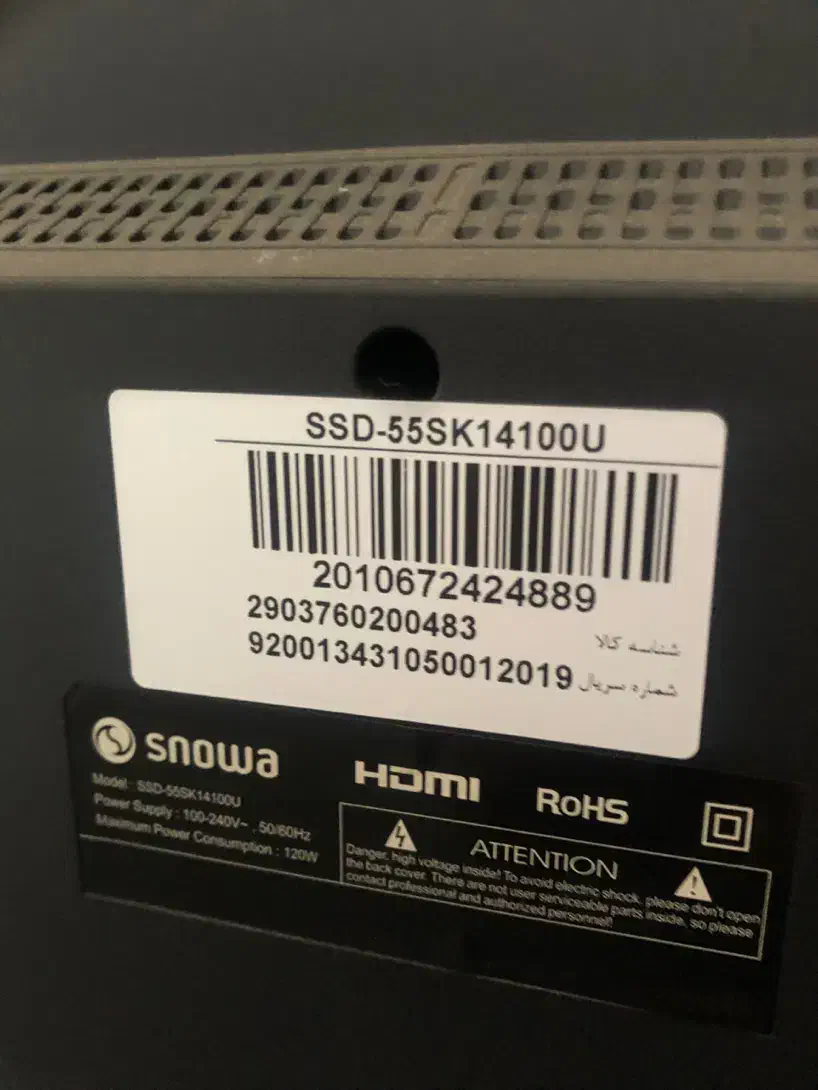 SSD-55SK14100U
2010672424889
2903760200483 شناسه کالا
920013431050012019 شماره سریال
snowa
Model : SSD-55SK14100U
Power Supply : 100-240V~ . 50/60Hz
Maximum Power Consumption : 120W
HDMI
RoHS
ATTENTION
Danger, high voltage inside! To avoid electric shock, please don't open
the back cover. There are not user serviceable parts inside, so please
contact professional and authorized personnel!